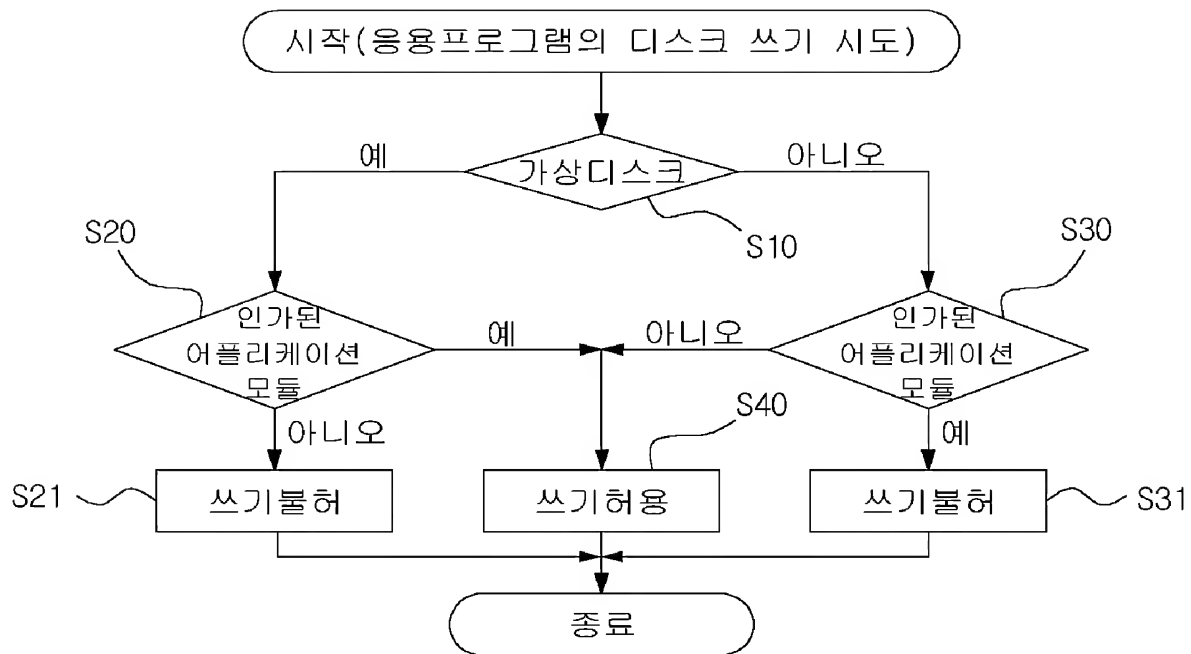 시작(응용프로그램의 디스크 쓰기 시도)
예
가상디스크
아니오
S10
S20
S30
인가된
어플리케이션
모듈
예
아니오
인가된
어플리케이션
모듈
아니오
S40
예
S21
쓰기불허
쓰기허용
쓰기불허
S31
종료